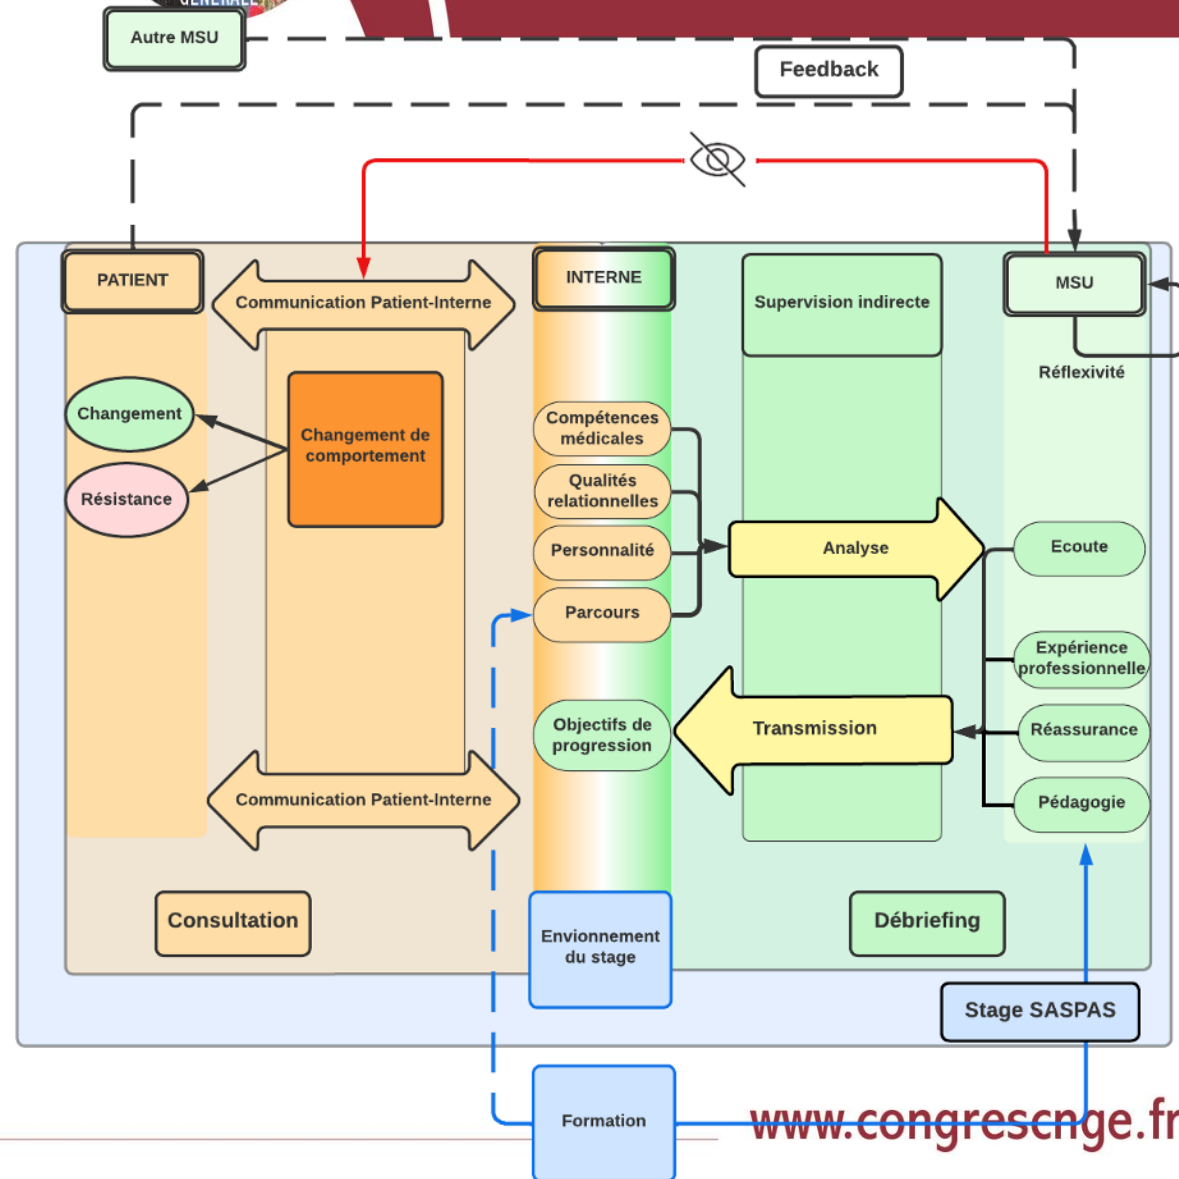 GÉNÉRALE
Autre MSU
Feedback
PATIENT
Communication Patient-Interne
INTERNE
Supervision indirecte
MSU
Réflexivité
Changement
Résistance
Changement de
comportement
Compétences
médicales
Qualités
relationnelles
Personnalité
Parcours
Analyse
Ecoute
Expérience
professionnelle
Réassurance
Pédagogie
Objectifs de
progression
Transmission
Communication Patient-Interne
Consultation
Envionnement
du stage
Débriefing
Stage SASPAS
Formation
www.congrescnge.fr